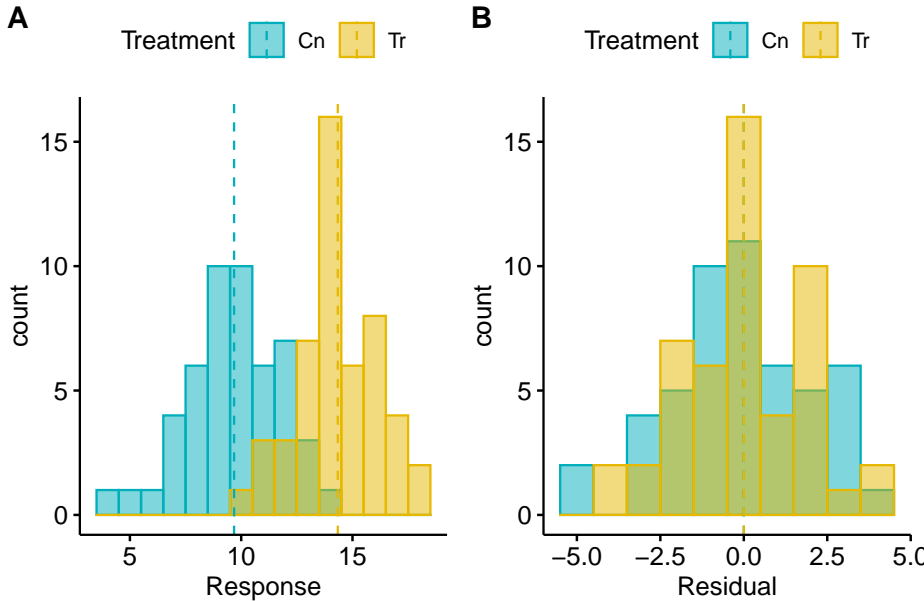 A
Treatment Cn Tr
15
10
5
0
count
5 10 15
Response
B
Treatment Cn Tr
15
10
5
0
count
−5.0 −2.5 0.0 2.5 5.0
Residual